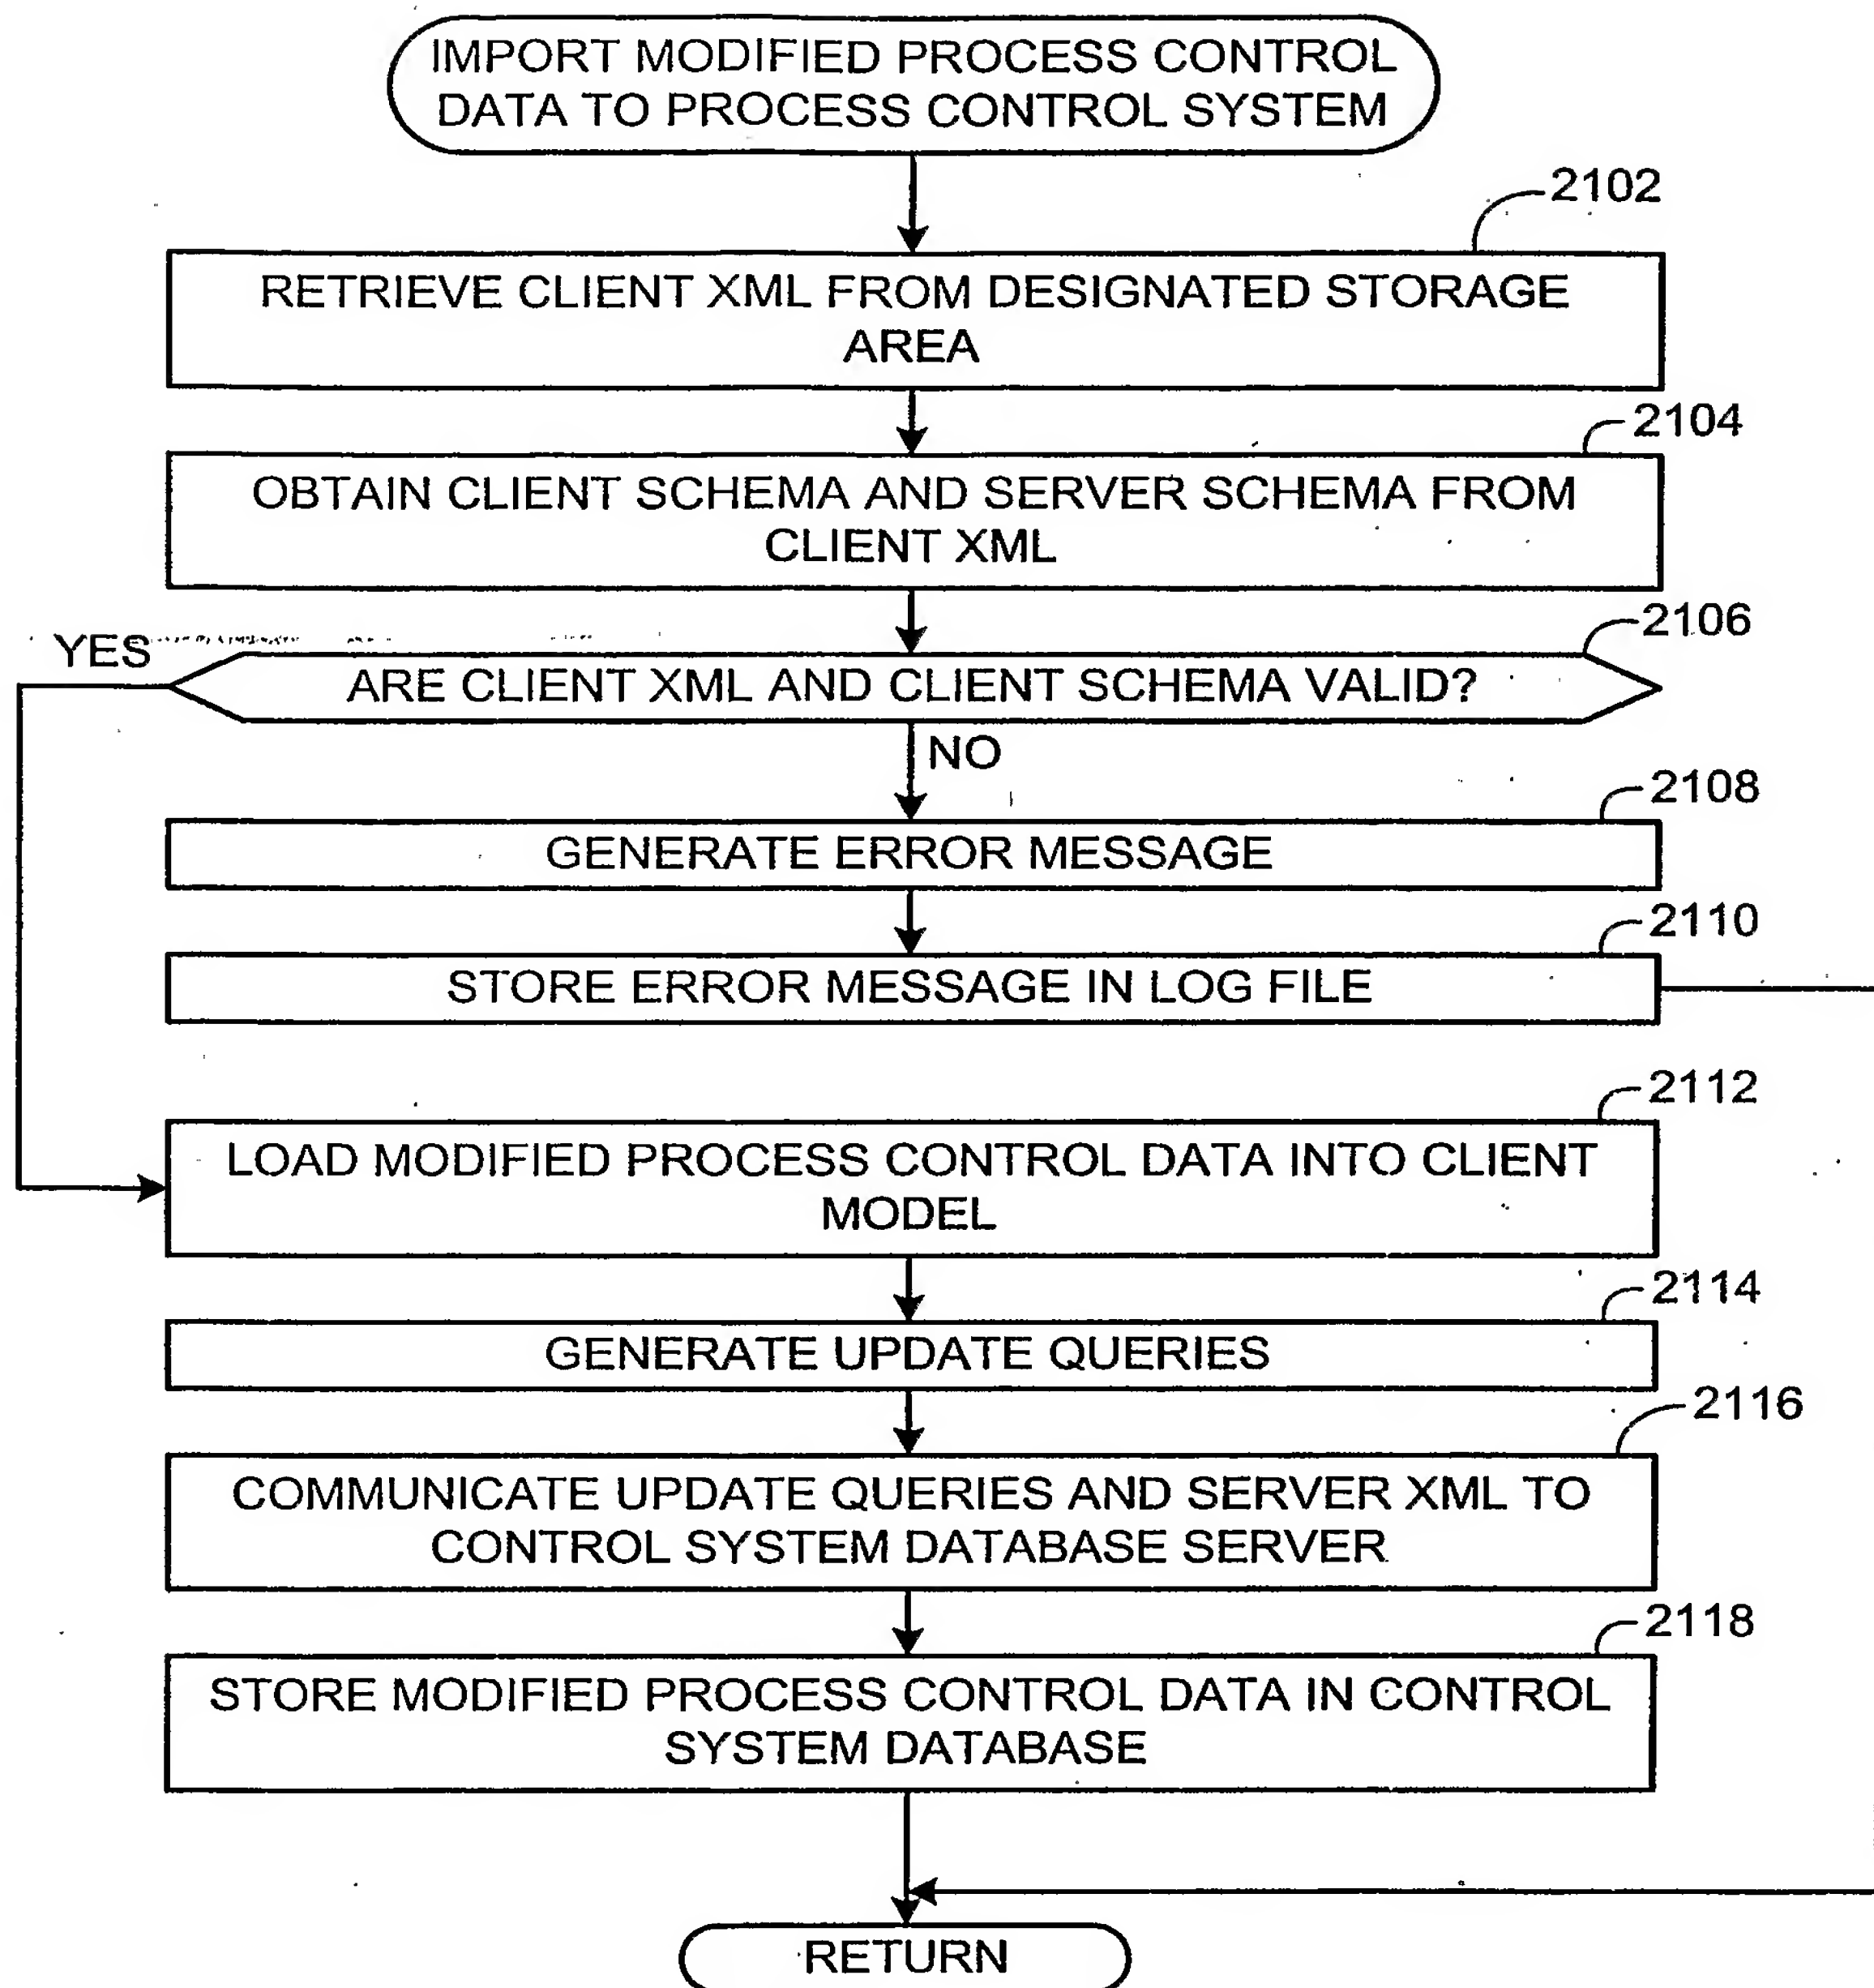 IMPORT MODIFIED PROCESS CONTROL
DATA TO PROCESS CONTROL SYSTEM
2102
RETRIEVE CLIENT XML FROM DESIGNATED STORAGE
AREA
2104
OBTAIN CLIENT SCHEMA AND SERVER SCHEMA FROM
CLIENT XML
2106
YES
ARE CLIENT XML AND CLIENT SCHEMA VALID?
NO
2108
GENERATE ERROR MESSAGE
2110
STORE ERROR MESSAGE IN LOG FILE
2112
LOAD MODIFIED PROCESS CONTROL DATA INTO CLIENT
MODEL
2114
GENERATE UPDATE QUERIES
2116
COMMUNICATE UPDATE QUERIES AND SERVER XML TO
CONTROL SYSTEM DATABASE SERVER
2118
STORE MODIFIED PROCESS CONTROL DATA IN CONTROL
SYSTEM DATABASE
RETURN